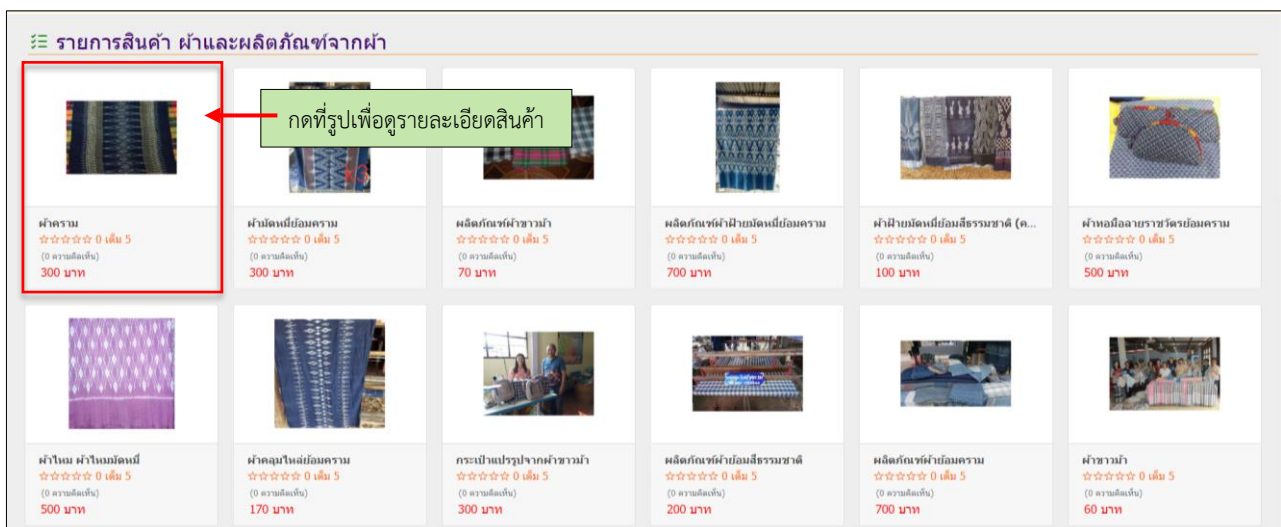 รายการสินค้า ผ้าและผลิตภัณฑ์จากผ้า
กดที่รูปเพื่อดูรายละเอียดสินค้า
ผ้าคราม
☆☆☆☆☆ 0 เต็ม 5
(0 ความคิดเห็น)
300 บาท
ผ้ามัดหมี่ย้อมคราม
☆☆☆☆☆ 0 เต็ม 5
(0 ความคิดเห็น)
300 บาท
ผลิตภัณฑ์ผ้าขาวม้า
☆☆☆☆☆ 0 เต็ม 5
(0 ความคิดเห็น)
70 บาท
ผลิตภัณฑ์ผ้าฝ้ายมัดหมี่ย้อมคราม
☆☆☆☆☆ 0 เต็ม 5
(0 ความคิดเห็น)
700 บาท
ผ้าฝ้ายมัดหมี่ย้อมสีธรรมชาติ (ค...
☆☆☆☆☆ 0 เต็ม 5
(0 ความคิดเห็น)
100 บาท
ผ้าทอมือลายราชวัตรย้อมคราม
☆☆☆☆☆ 0 เต็ม 5
(0 ความคิดเห็น)
500 บาท
ผ้าไหม ผ้าไหมมัดหมี่
☆☆☆☆☆ 0 เต็ม 5
(0 ความคิดเห็น)
500 บาท
ผ้าคลุมไหล่ย้อมคราม
☆☆☆☆☆ 0 เต็ม 5
(0 ความคิดเห็น)
170 บาท
กระเป๋าแปรรูปจากผ้าขาวม้า
☆☆☆☆☆ 0 เต็ม 5
(0 ความคิดเห็น)
300 บาท
ผลิตภัณฑ์ผ้าย้อมสีธรรมชาติ
☆☆☆☆☆ 0 เต็ม 5
(0 ความคิดเห็น)
200 บาท
ผลิตภัณฑ์ผ้าย้อมคราม
☆☆☆☆☆ 0 เต็ม 5
(0 ความคิดเห็น)
700 บาท
ผ้าขาวม้า
☆☆☆☆☆ 0 เต็ม 5
(0 ความคิดเห็น)
60 บาท